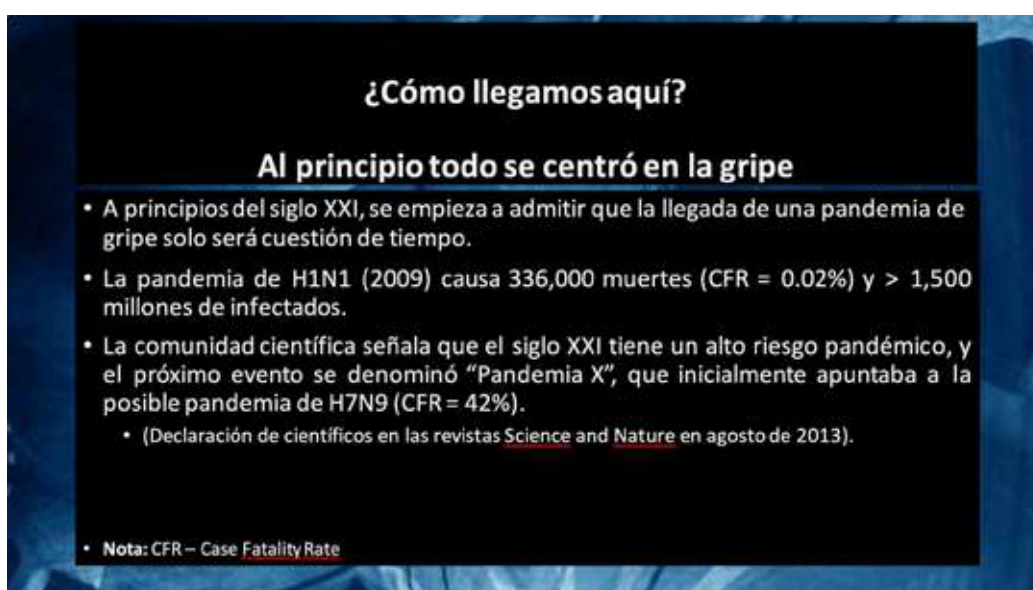 ¿Cómo llegamos aquí?
Al principio todo se centró en la gripe
• A principios del siglo XXI, se empieza a admitir que la llegada de una pandemia de
gripe solo será cuestión de tiempo.
• La pandemia de H1N1 (2009) causa 336,000 muertes (CFR = 0.02%) y > 1,500
millones de infectados.
• La comunidad científica señala que el siglo XXI tiene un alto riesgo pandémico, y
el próximo evento se denominó “Pandemia X”, que inicialmente apuntaba a la
posible pandemia de H7N9 (CFR = 42%).
• (Declaración de científicos en las revistas Science and Nature en agosto de 2013).
• Nota: CFR – Case Fatality Rate